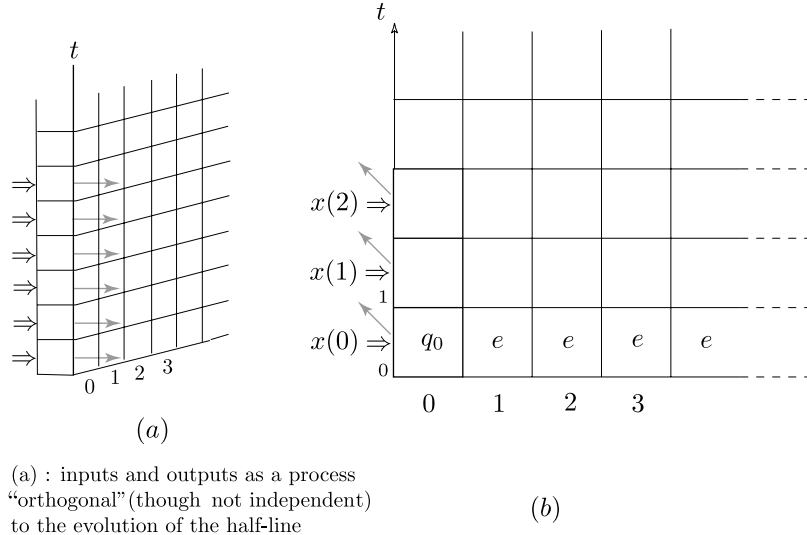 t
0 1 2 3
(a)
(a) : inputs and outputs as a process
“orthogonal”(though not independent)
to the evolution of the half-line
t
x(2) ⇒
x(1) ⇒
1
x(0) ⇒ q₀ e e e e
0
0 1 2 3
(b)